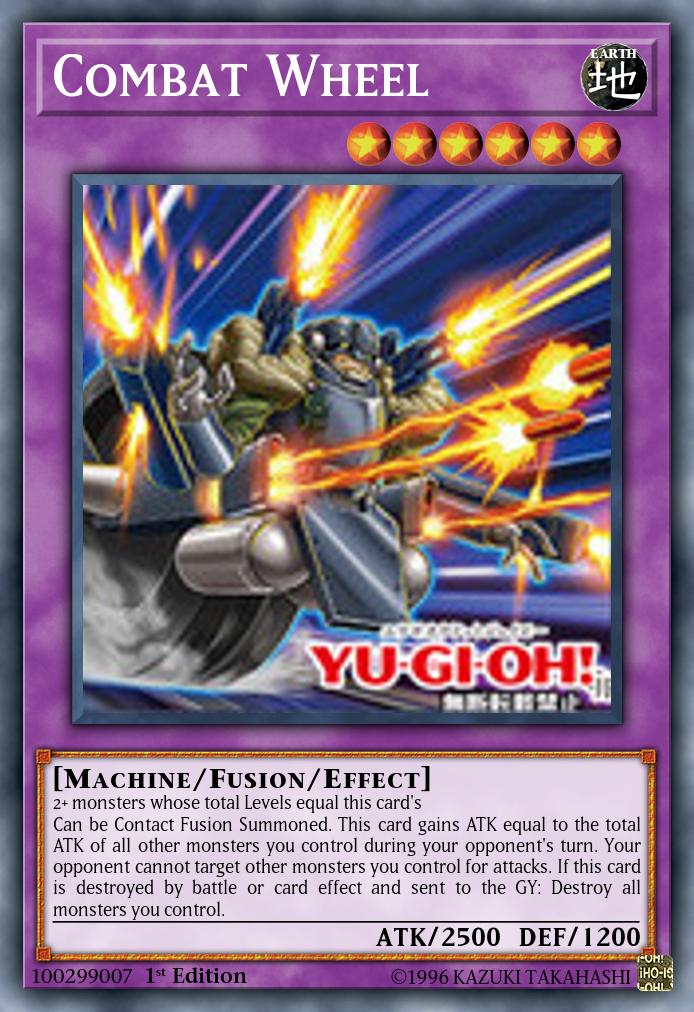 COMBAT WHEEL
EARTH
地
YU-GI-OH!
[MACHINE/FUSION/EFFECT]
2+ monsters whose total Levels equal this card's
Can be Contact Fusion Summoned. This card gains ATK equal to the total
ATK of all other monsters you control during your opponent's turn. Your
opponent cannot target other monsters you control for attacks. If this card
is destroyed by battle or card effect and sent to the GY: Destroy all
monsters you control.
ATK/2500 DEF/1200
100299007 1st Edition ©1996 KAZUKI TAKAHASHI